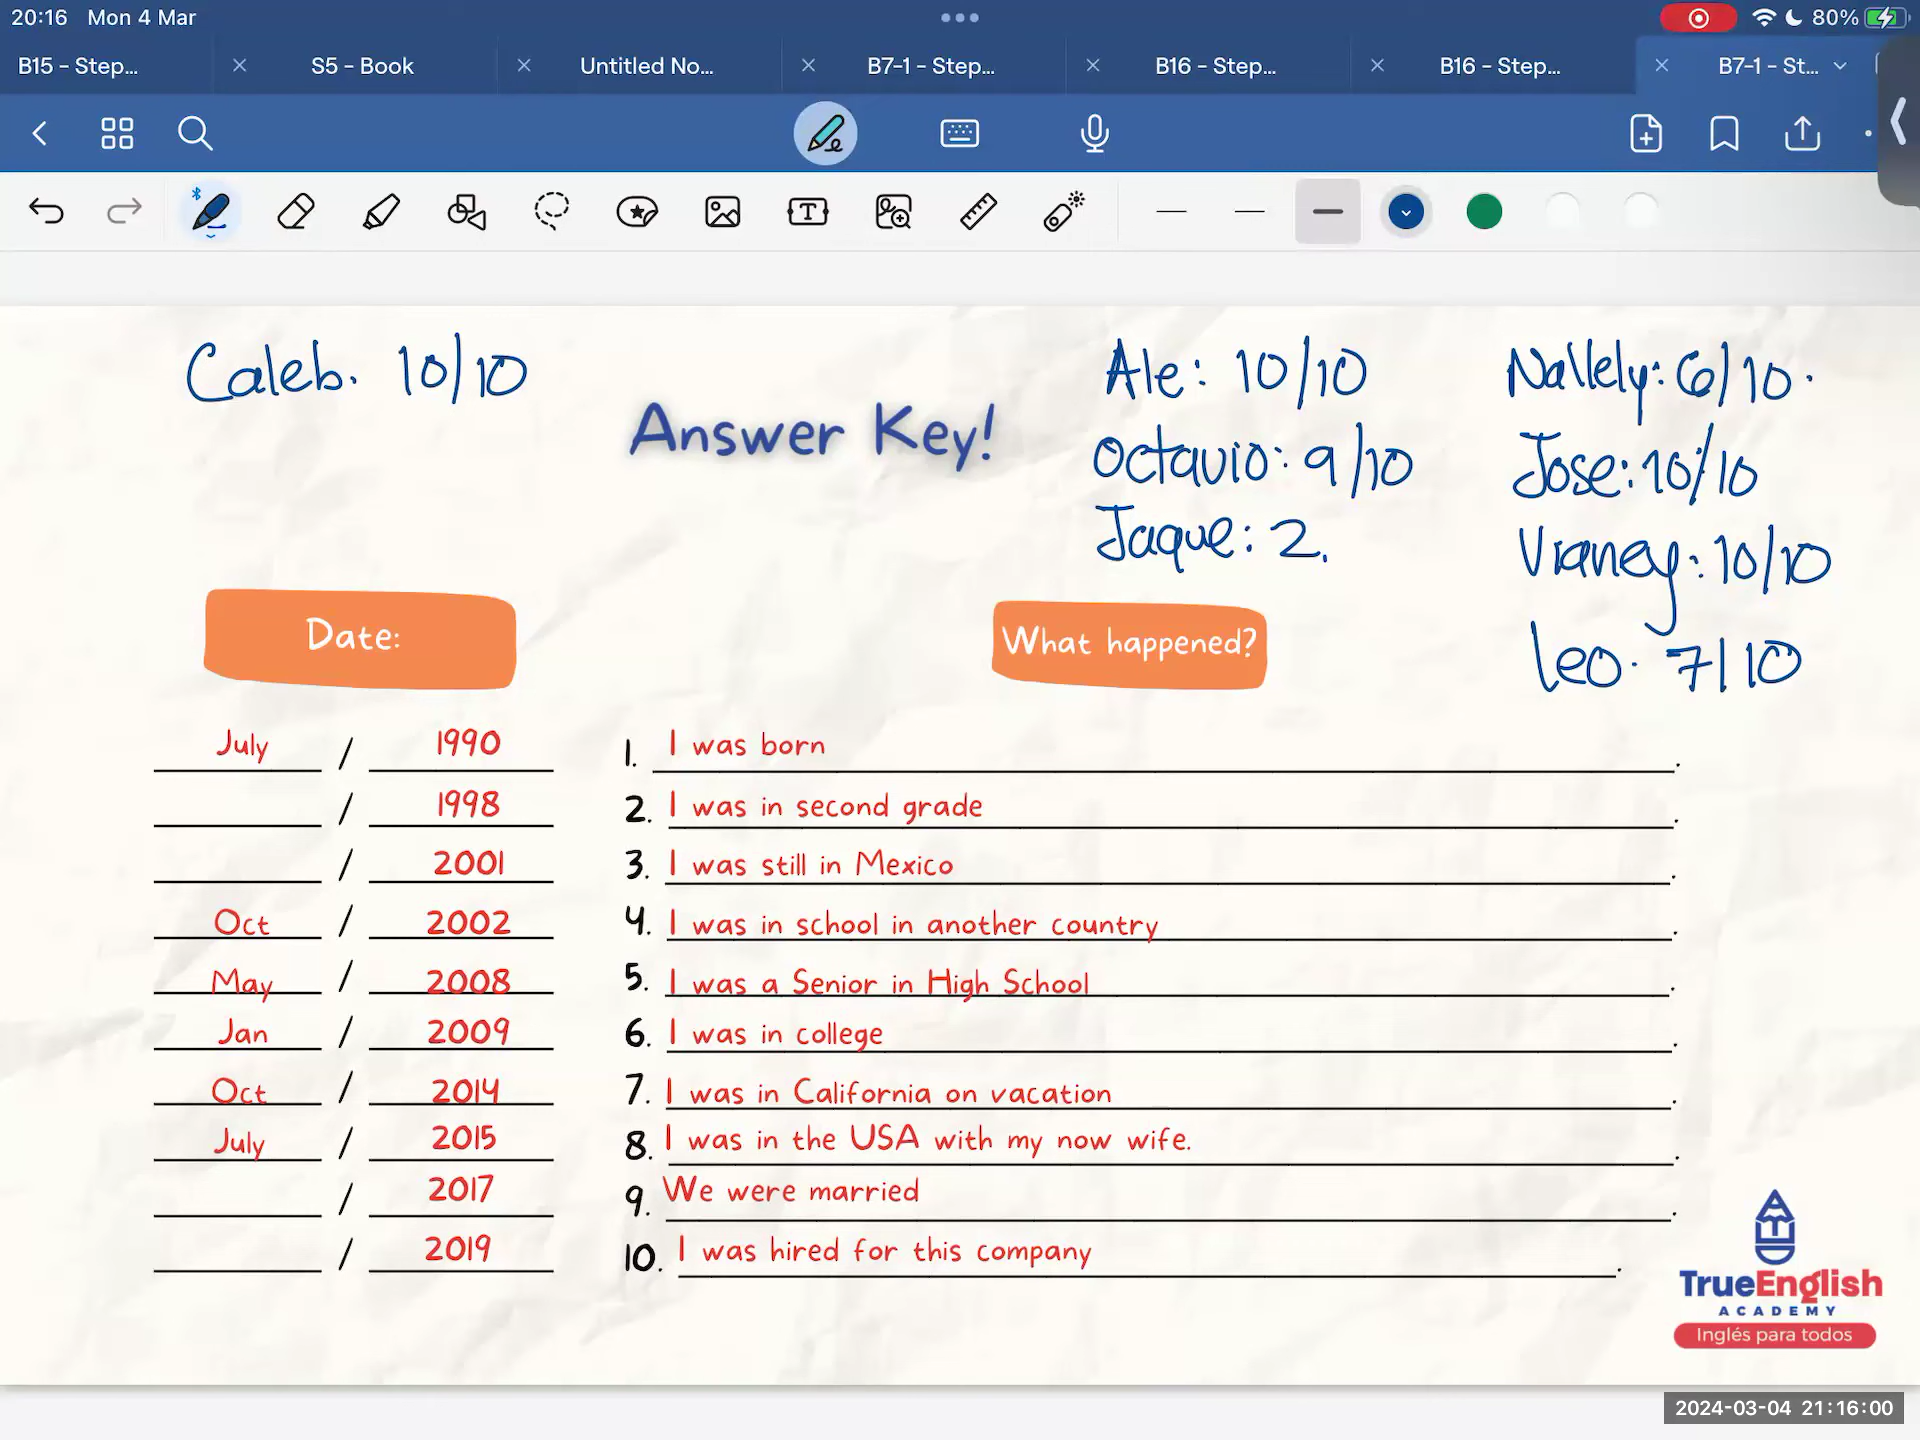 20:16 Mon 4 Mar
80%
B15 - Step...
S5 - Book
Untitled No...
B7-1 - Step...
B16 - Step...
B16 - Step...
B7-1 - St...
Caleb. 10/10
Answer Key!
Ale: 10/10
Octavio: 9/10
Jaque: 2.
Nallely: 6/10.
Jose: 10/10
Vianey: 10/10
Leo. 7/10
Date:
What happened?
July / 1990 1. I was born.
/ 1998 2. I was in second grade.
/ 2001 3. I was still in Mexico.
Oct / 2002 4. I was in school in another country.
May / 2008 5. I was a Senior in High School.
Jan / 2009 6. I was in college.
Oct / 2014 7. I was in California on vacation.
July / 2015 8. I was in the USA with my now wife. .
/ 2017 9. We were married.
/ 2019 10. I was hired for this company.
TrueEnglish
ACADEMY
Inglés para todos
2024-03-04 21:16:00